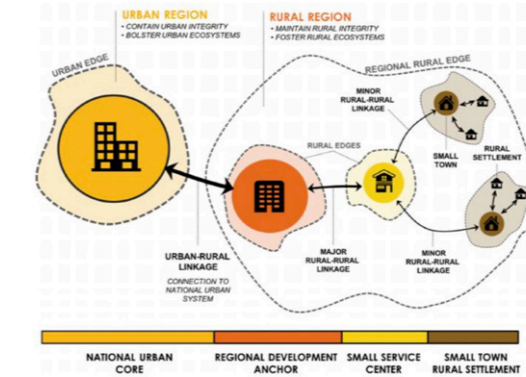 URBAN REGION
• CONTAIN URBAN INTEGRITY
• BOLSTER URBAN ECOSYSTEMS
RURAL REGION
• MAINTAIN RURAL INTEGRITY
• FOSTER RURAL ECOSYSTEMS
URBAN EDGE
REGIONAL RURAL EDGE
MINOR
RURAL-RURAL
LINKAGE
RURAL EDGES
SMALL
TOWN
RURAL
SETTLEMENT
URBAN-RURAL
LINKAGE
CONNECTION TO
NATIONAL URBAN
SYSTEM
MAJOR
RURAL-RURAL
LINKAGE
MINOR
RURAL-RURAL
LINKAGE
NATIONAL URBAN
CORE
REGIONAL DEVELOPMENT
ANCHOR
SMALL SERVICE
CENTER
SMALL TOWN
RURAL SETTLEMENT